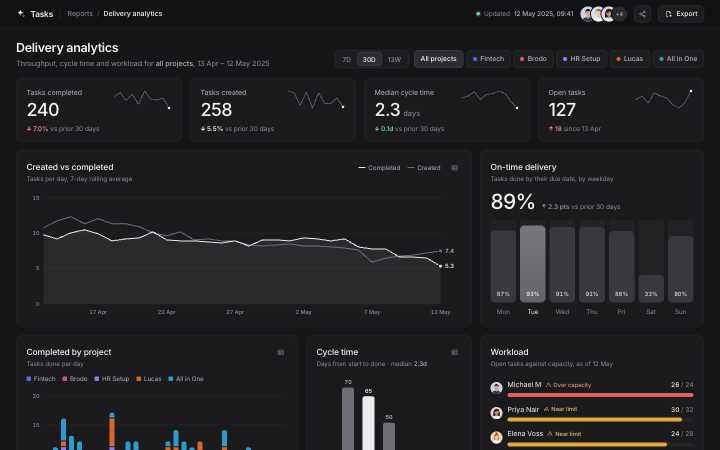 Tasks / Reports / Delivery analytics
Updated 12 May 2025, 09:41 +4 Export
Delivery analytics
Throughput, cycle time and workload for all projects, 13 Apr – 12 May 2025
7D 30D 13W All projects Fintech Brodo HR Setup Lucas All in One
Tasks completed
240
↓ 7.0% vs prior 30 days
Tasks created
258
↓ 5.5% vs prior 30 days
Median cycle time
2.3 days
↓ 0.1d vs prior 30 days
Open tasks
127
↑ 18 since 13 Apr
Created vs completed
Tasks per day, 7-day rolling average
Completed Created
15
10
5
0
7.4
5.3
17 Apr 22 Apr 27 Apr 2 May 7 May 12 May
On-time delivery
Tasks done by their due date, by weekday
89% ↑ 2.3 pts vs prior 30 days
87% 93% 91% 91% 86% 33% 80%
Mon Tue Wed Thu Fri Sat Sun
Completed by project
Tasks done per day
Fintech Brodo HR Setup Lucas All in One
20
15
Cycle time
Days from start to done · median 2.3d
70
65
50
Workload
Open tasks against capacity, as of 12 May
Michael M Over capacity 26 / 24
Priya Nair Near limit 30 / 32
Elena Voss Near limit 24 / 28